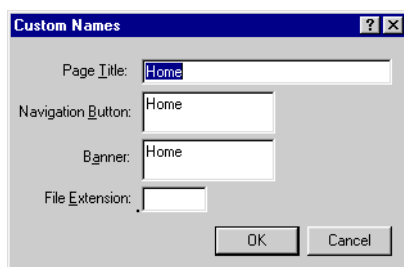 Custom Names
Page Title: Home
Navigation Button: Home
Banner: Home
File Extension: .
OK Cancel